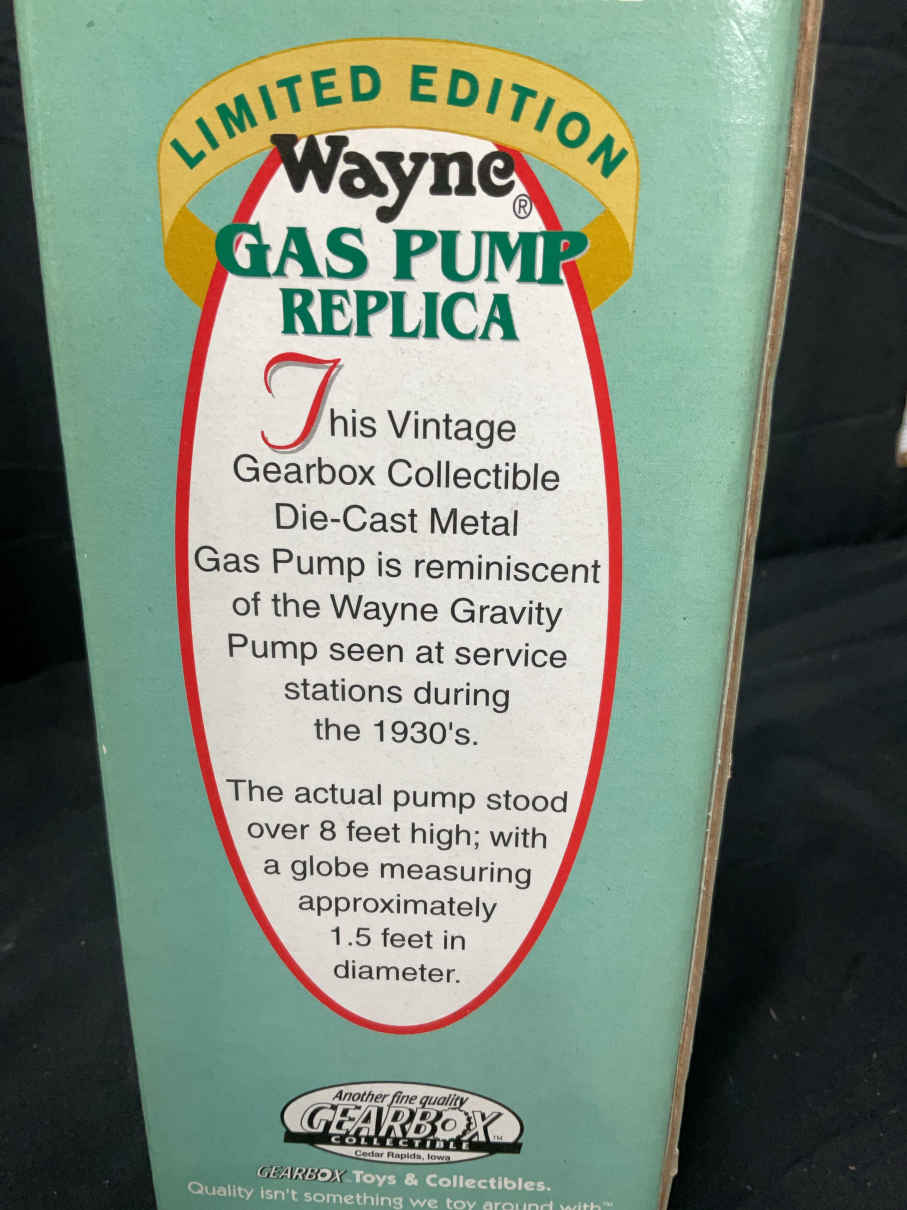 LIMITED EDITION
Wayne®
GAS PUMP
REPLICA
This Vintage
Gearbox Collectible
Die-Cast Metal
Gas Pump is reminiscent
of the Wayne Gravity
Pump seen at service
stations during
the 1930's.
The actual pump stood
over 8 feet high; with
a globe measuring
approximately
1.5 feet in
diameter.
Another fine quality
GEARBOX™
COLLECTIBLE
Cedar Rapids, Iowa
GEARBOX Toys & Collectibles.
Quality isn't something we toy around with™